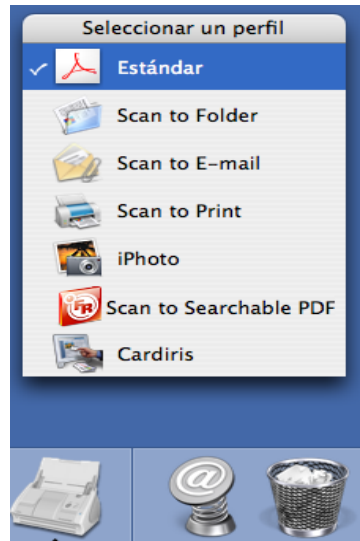 Seleccionar un perfil
Estándar
Scan to Folder
Scan to E-mail
Scan to Print
iPhoto
Scan to Searchable PDF
Cardiris